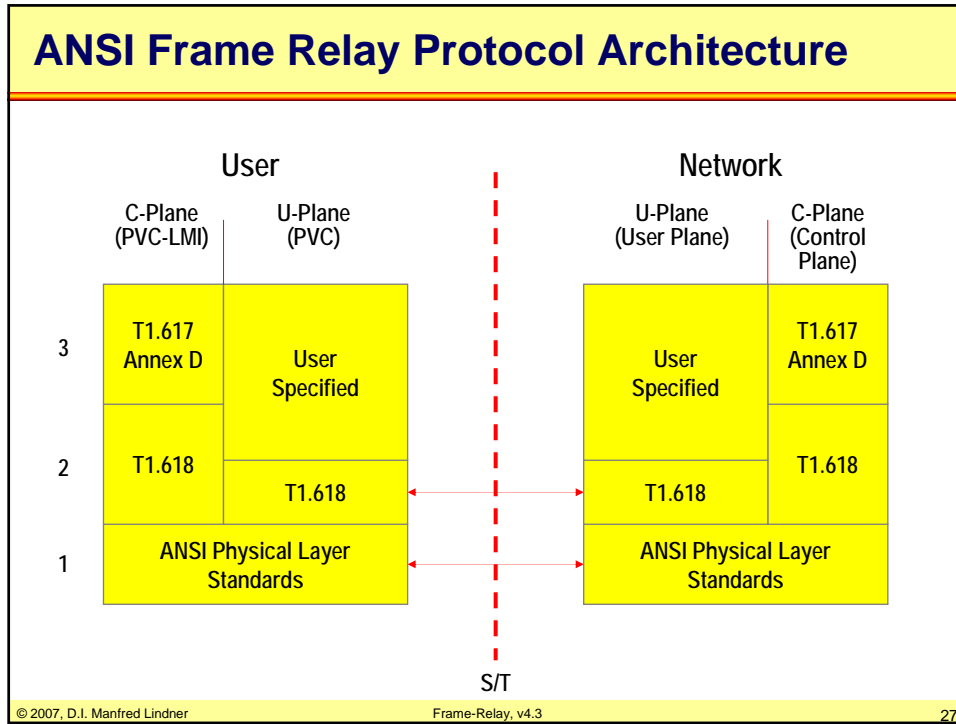 ANSI Frame Relay Protocol Architecture
User
Network
C-Plane
(PVC-LMI)
U-Plane
(PVC)
U-Plane
(User Plane)
C-Plane
(Control
Plane)
3
T1.617
Annex D
User
Specified
User
Specified
T1.617
Annex D
2
T1.618
T1.618
T1.618
T1.618
1
ANSI Physical Layer
Standards
ANSI Physical Layer
Standards
S/T
© 2007, D.I. Manfred Lindner
Frame-Relay, v4.3
27